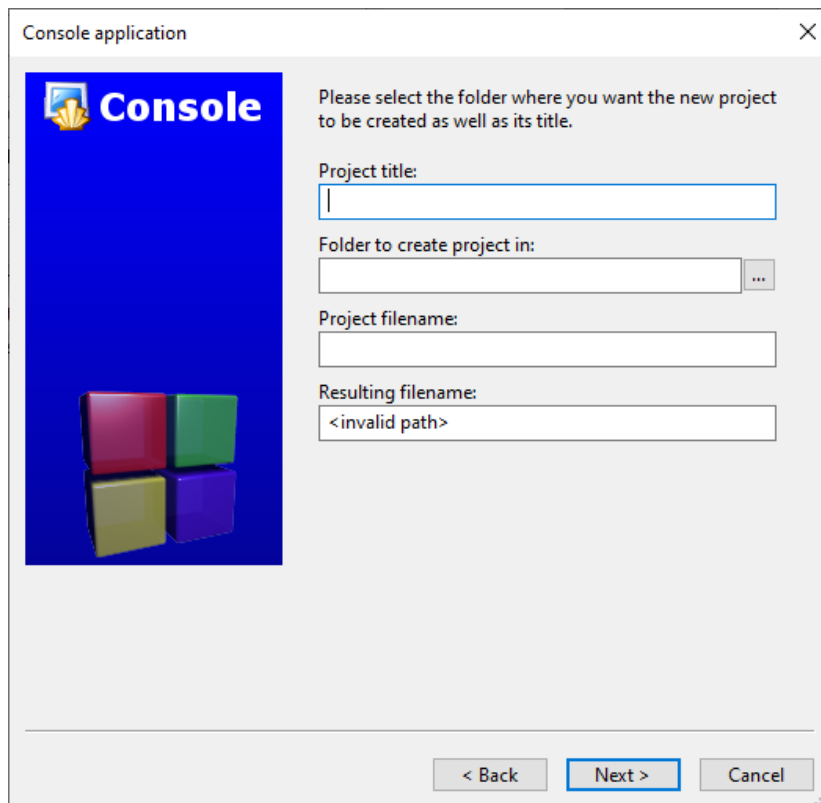 Console application
Console
Please select the folder where you want the new project
to be created as well as its title.
Project title:
Folder to create project in:
...
Project filename:
Resulting filename:
<invalid path>
< Back
Next >
Cancel